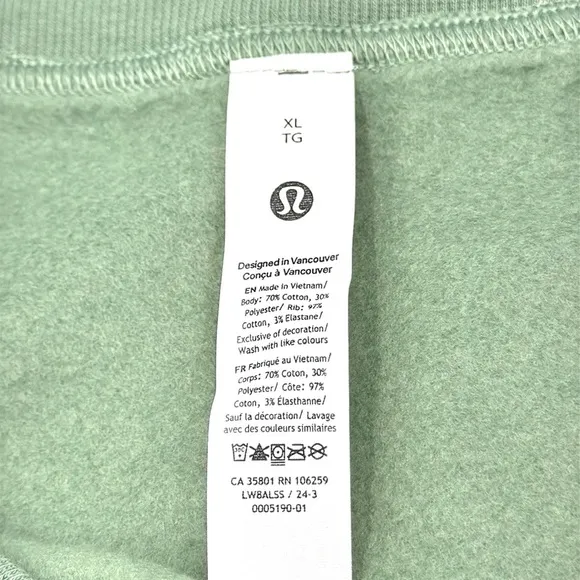 XL
TG
Designed in Vancouver
Conçu à Vancouver
EN Made in Vietnam/
Body: 70% Cotton, 30%
Polyester/ Rib: 97%
Cotton, 3% Elastane/
Exclusive of decoration/
Wash with like colours
FR Fabriqué au Vietnam/
Corps: 70% Coton, 30%
Polyester/ Côte: 97%
Coton, 3% Élasthanne/
Sauf la décoration/ Lavage
avec des couleurs similaires
CA 35801 RN 106259
LW8ALSS / 24-3
0005190-01